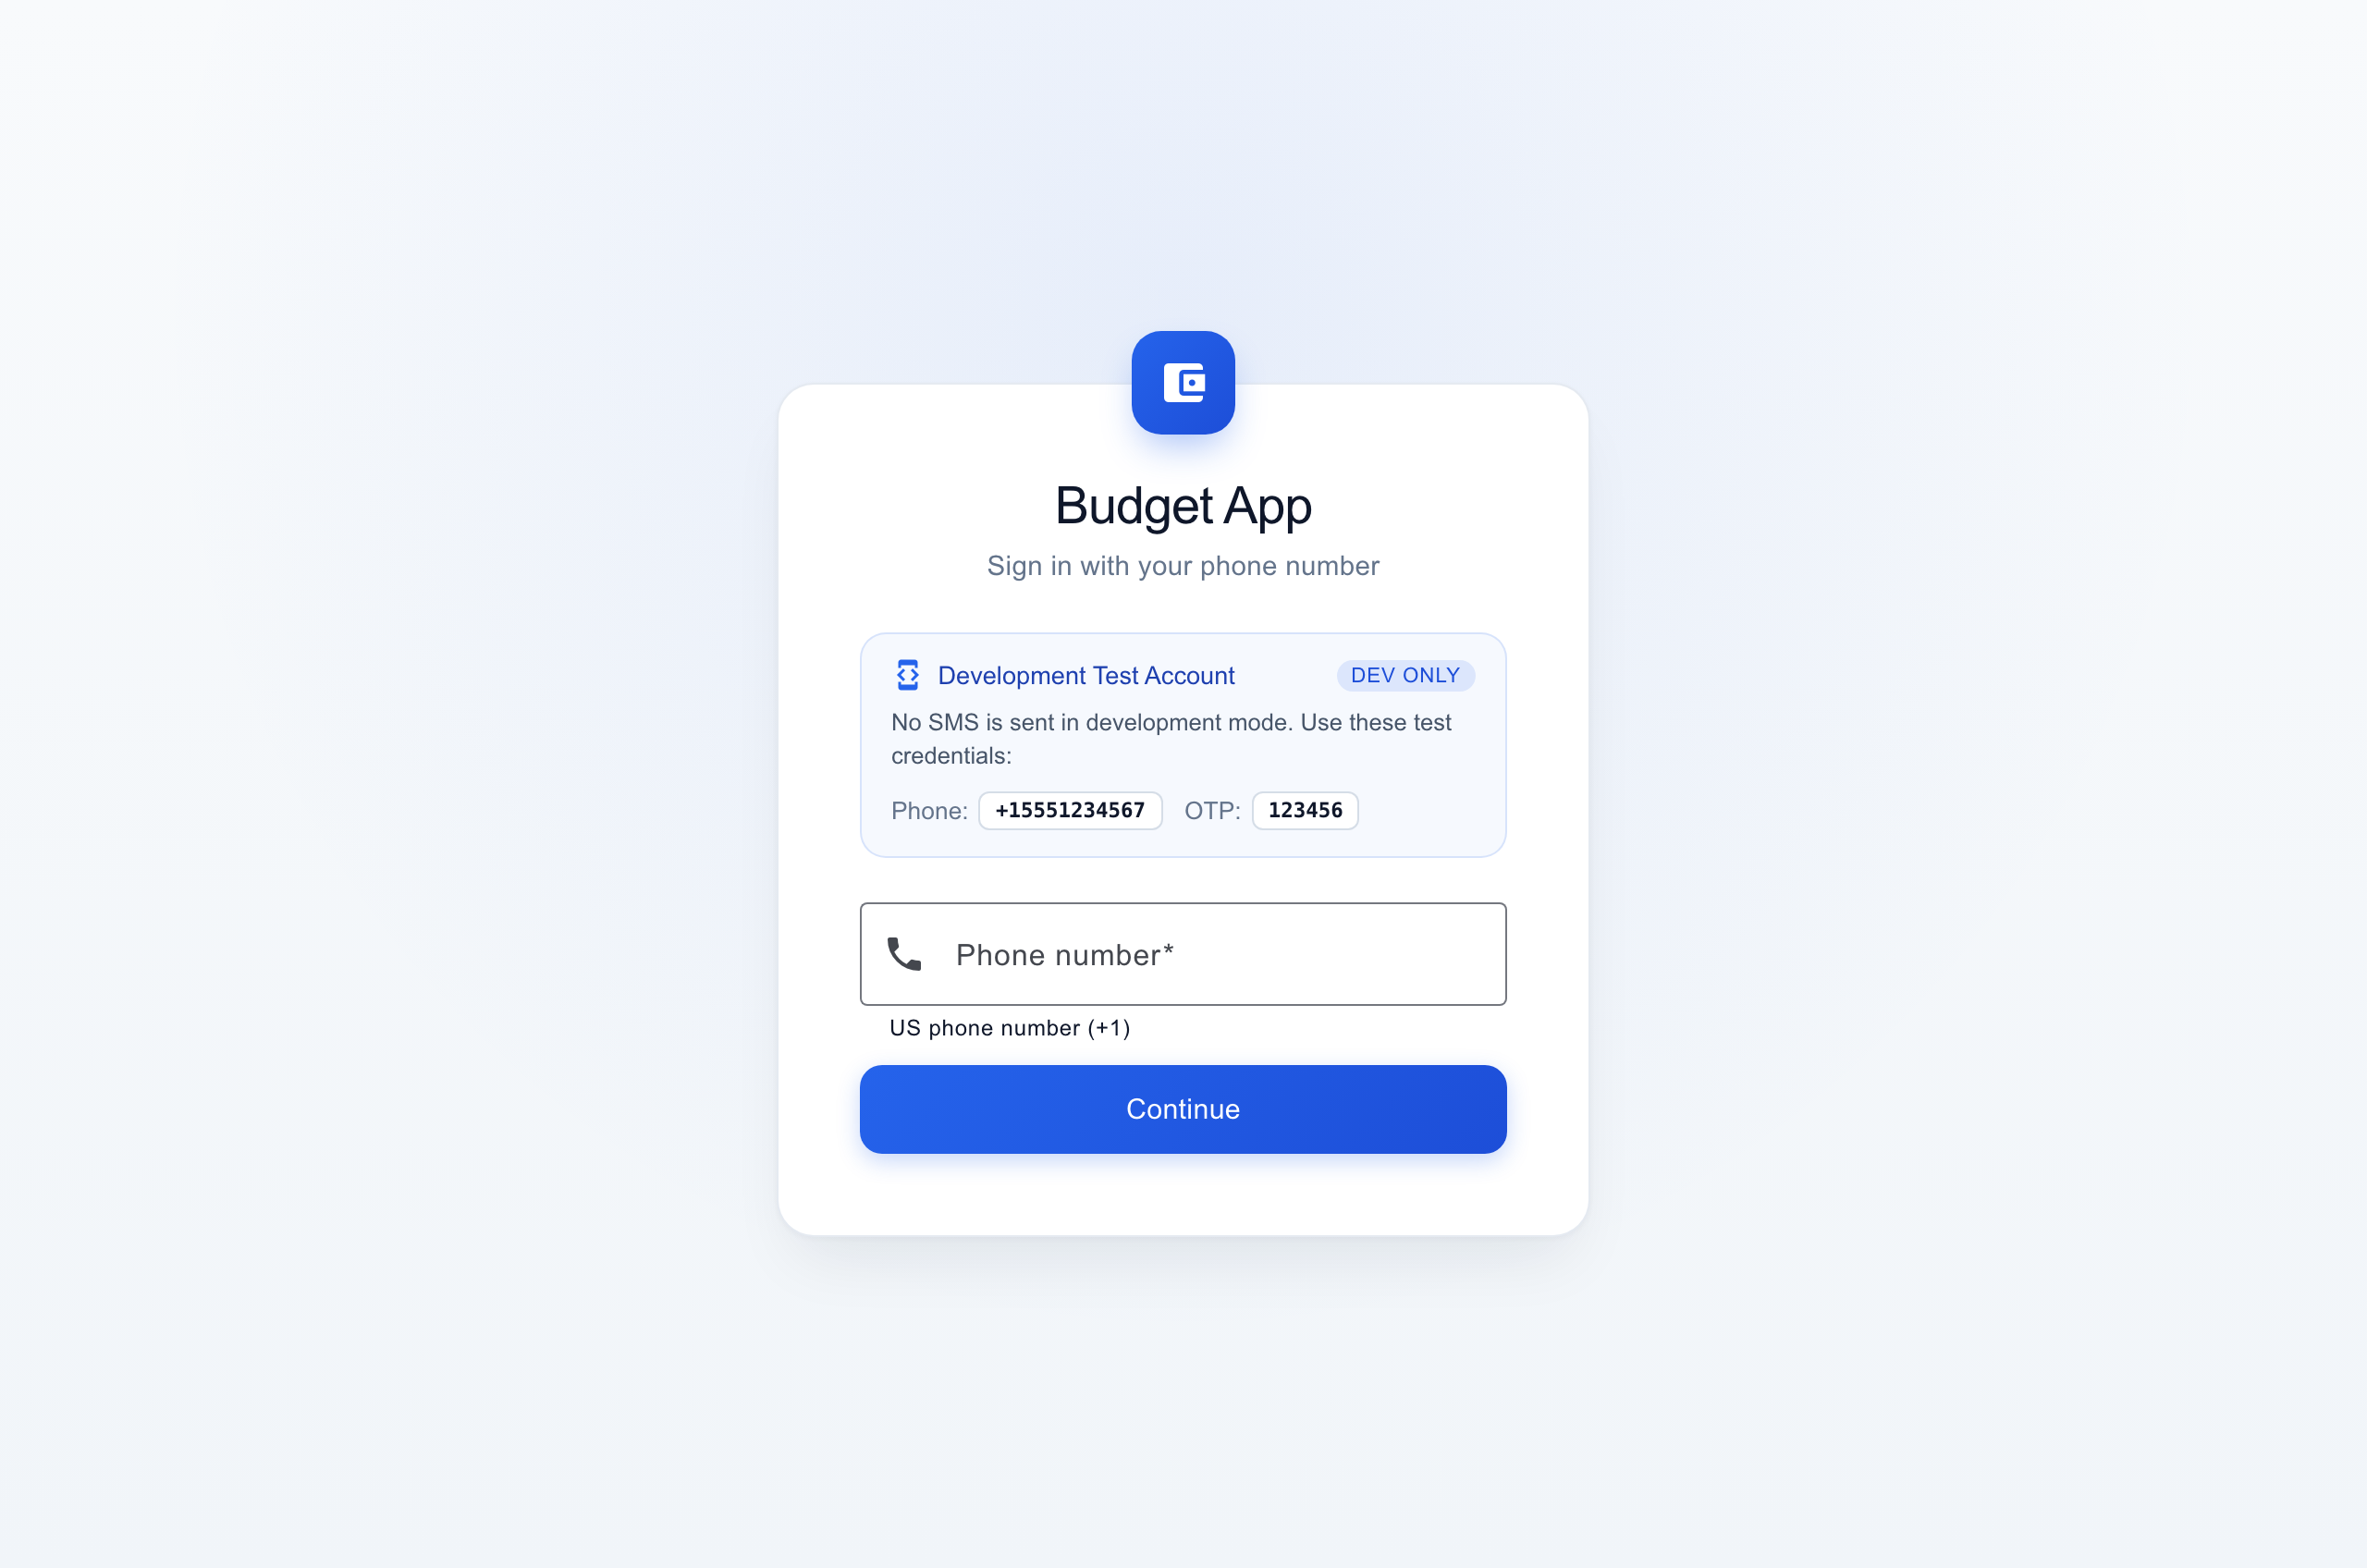 Budget App
Sign in with your phone number
Development Test Account DEV ONLY
No SMS is sent in development mode. Use these test
credentials:
Phone: +15551234567 OTP: 123456
Phone number*
US phone number (+1)
Continue